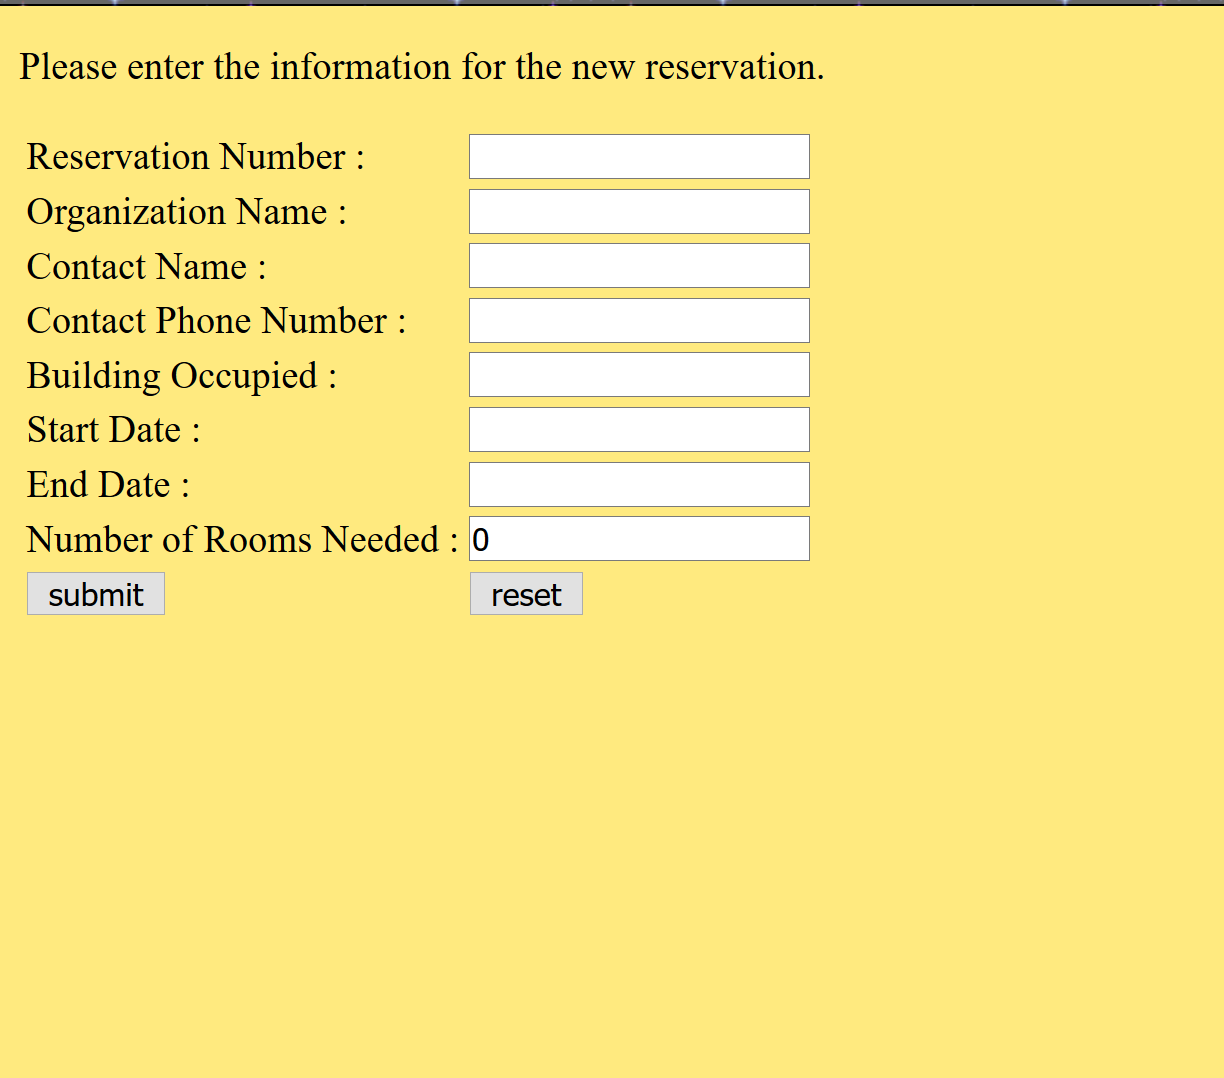 Please enter the information for the new reservation.
Reservation Number :
Organization Name :
Contact Name :
Contact Phone Number :
Building Occupied :
Start Date :
End Date :
Number of Rooms Needed : 0
submit reset